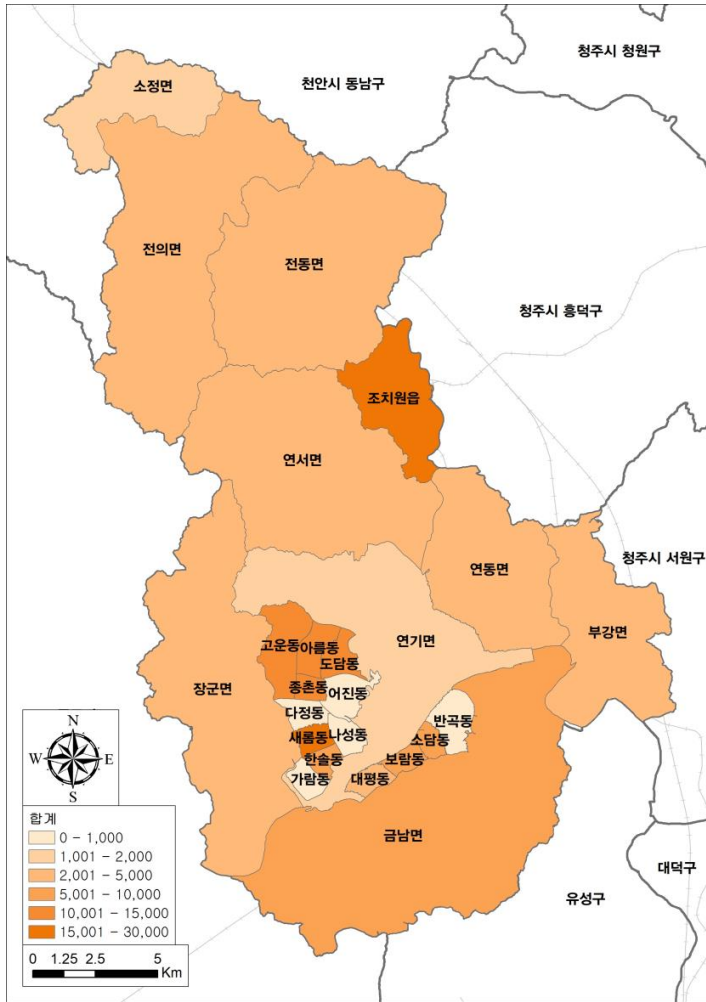 청주시 청원구
천안시 동남구
소정면
전의면
전동면
청주시 흥덕구
조치원읍
연서면
청주시 서원구
연동면
부강면
연기면
고운동
아름동
도담동
장군면
종촌동
어진동
다정동
반곡동
새롬동
나성동
소담동
한솔동
보람동
가람동
대평동
금남면
대덕구
유성구
N
W
E
S
합계
0 - 1,000
1,001 - 2,000
2,001 - 5,000
5,001 - 10,000
10,001 - 15,000
15,001 - 30,000
0 1.25 2.5 5
Km